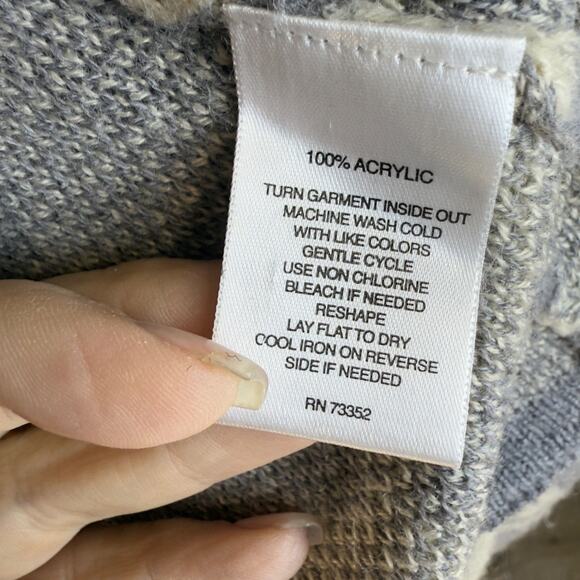 100% ACRYLIC
TURN GARMENT INSIDE OUT
MACHINE WASH COLD
WITH LIKE COLORS
GENTLE CYCLE
USE NON CHLORINE
BLEACH IF NEEDED
RESHAPE
LAY FLAT TO DRY
COOL IRON ON REVERSE
SIDE IF NEEDED
RN 73352